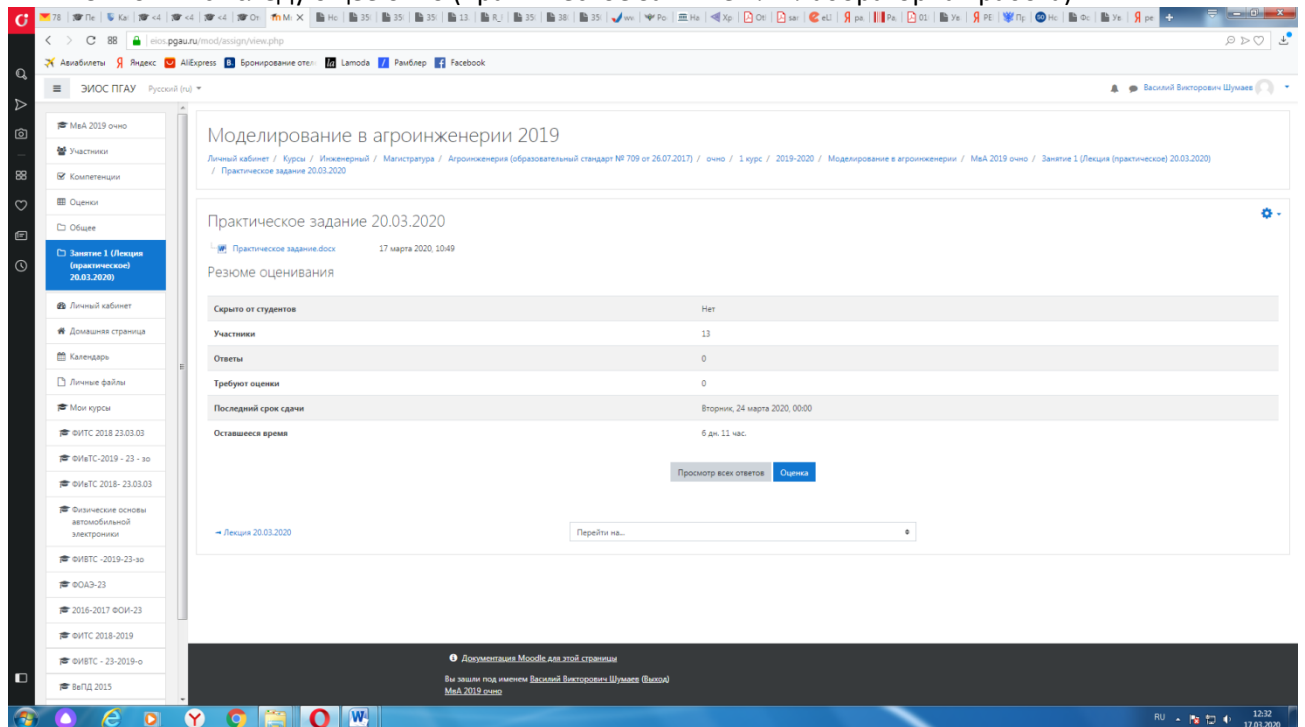 eios.pgau.ru/mod/assign/view.php
Авиабилеты Яндекс AliExpress Бронирование отел Lamoda Рамблер Facebook
ЭИОС ПГАУ Русский (ru)
Василий Викторович Шумаев
МвА 2019 очно
Участники
Компетенции
Оценки
Общее
Занятие 1 (Лекция
(практическое)
20.03.2020)
Личный кабинет
Домашняя страница
Календарь
Личные файлы
Мои курсы
ФИТС 2018 23.03.03
ФИвТС-2019 - 23 - зо
ФИвТС 2018- 23.03.03
Физические основы
автомобильной
электроники
ФИВТС -2019-23-зо
ФОАЭ-23
2016-2017 ФОИ-23
ФИТС 2018-2019
ФИВТС - 23-2019-о
ВвПД 2015
Моделирование в агроинженерии 2019
Личный кабинет / Курсы / Инженерный / Магистратура / Агроинженерия (образовательный стандарт № 709 от 26.07.2017) / очно / 1 курс / 2019-2020 / Моделирование в агроинженерии / МвА 2019 очно / Занятие 1 (Лекция (практическое) 20.03.2020)
/ Практическое задание 20.03.2020
Практическое задание 20.03.2020
Практическое задание.docx 17 марта 2020, 10:49
Резюме оценивания
Скрыто от студентов Нет
Участники 13
Ответы 0
Требуют оценки 0
Последний срок сдачи Вторник, 24 марта 2020, 00:00
Оставшееся время 6 дн. 11 час.
Просмотр всех ответов Оценка
→ Лекция 20.03.2020 Перейти на...
Документация Moodle для этой страницы
Вы зашли под именем Василий Викторович Шумаев (Выход)
МвА 2019 очно
RU 12:32
17.03.2020